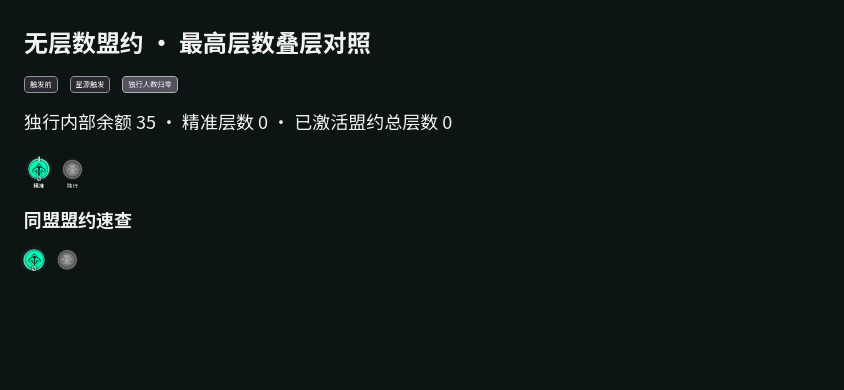 无层数盟约 · 最高层数叠层对照
触发前 星源触发 独行人数归零
独行内部余额 35 · 精准层数 0 · 已激活盟约总层数 0
0
精准 独行
同盟盟约速查
0